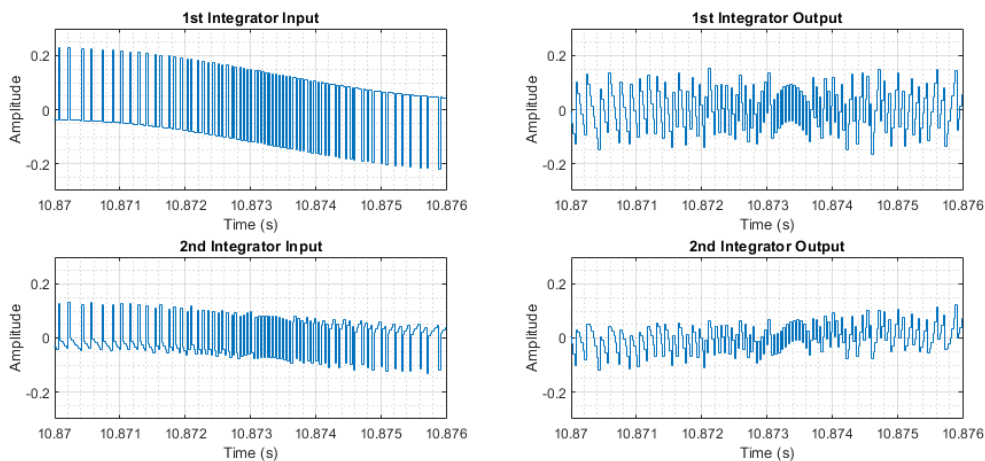 1st Integrator Input
Amplitude
0.2
0
-0.2
10.87 10.871 10.872 10.873 10.874 10.875 10.876
Time (s)
1st Integrator Output
Amplitude
0.2
0
-0.2
10.87 10.871 10.872 10.873 10.874 10.875 10.876
Time (s)
2nd Integrator Input
Amplitude
0.2
0
-0.2
10.87 10.871 10.872 10.873 10.874 10.875 10.876
Time (s)
2nd Integrator Output
Amplitude
0.2
0
-0.2
10.87 10.871 10.872 10.873 10.874 10.875 10.876
Time (s)